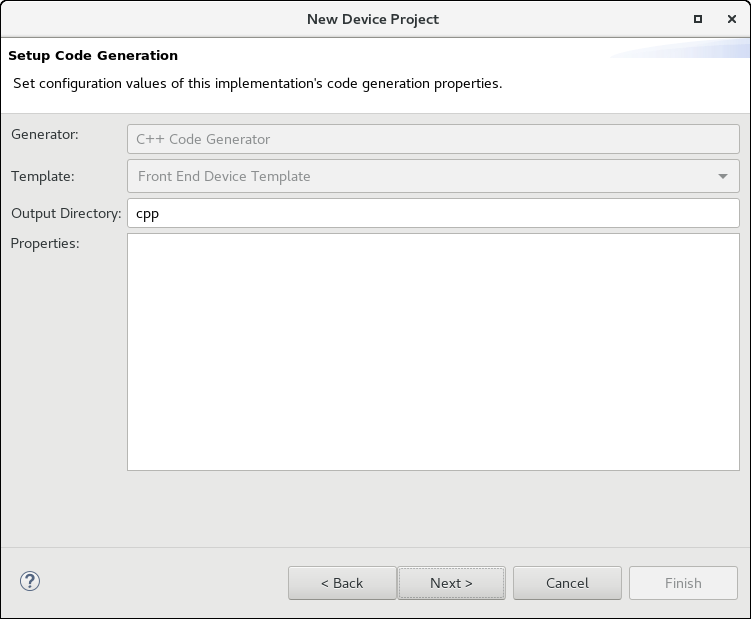 New Device Project
Setup Code Generation
Set configuration values of this implementation's code generation properties.
Generator: C++ Code Generator
Template: Front End Device Template
Output Directory: cpp
Properties:
? < Back Next > Cancel Finish